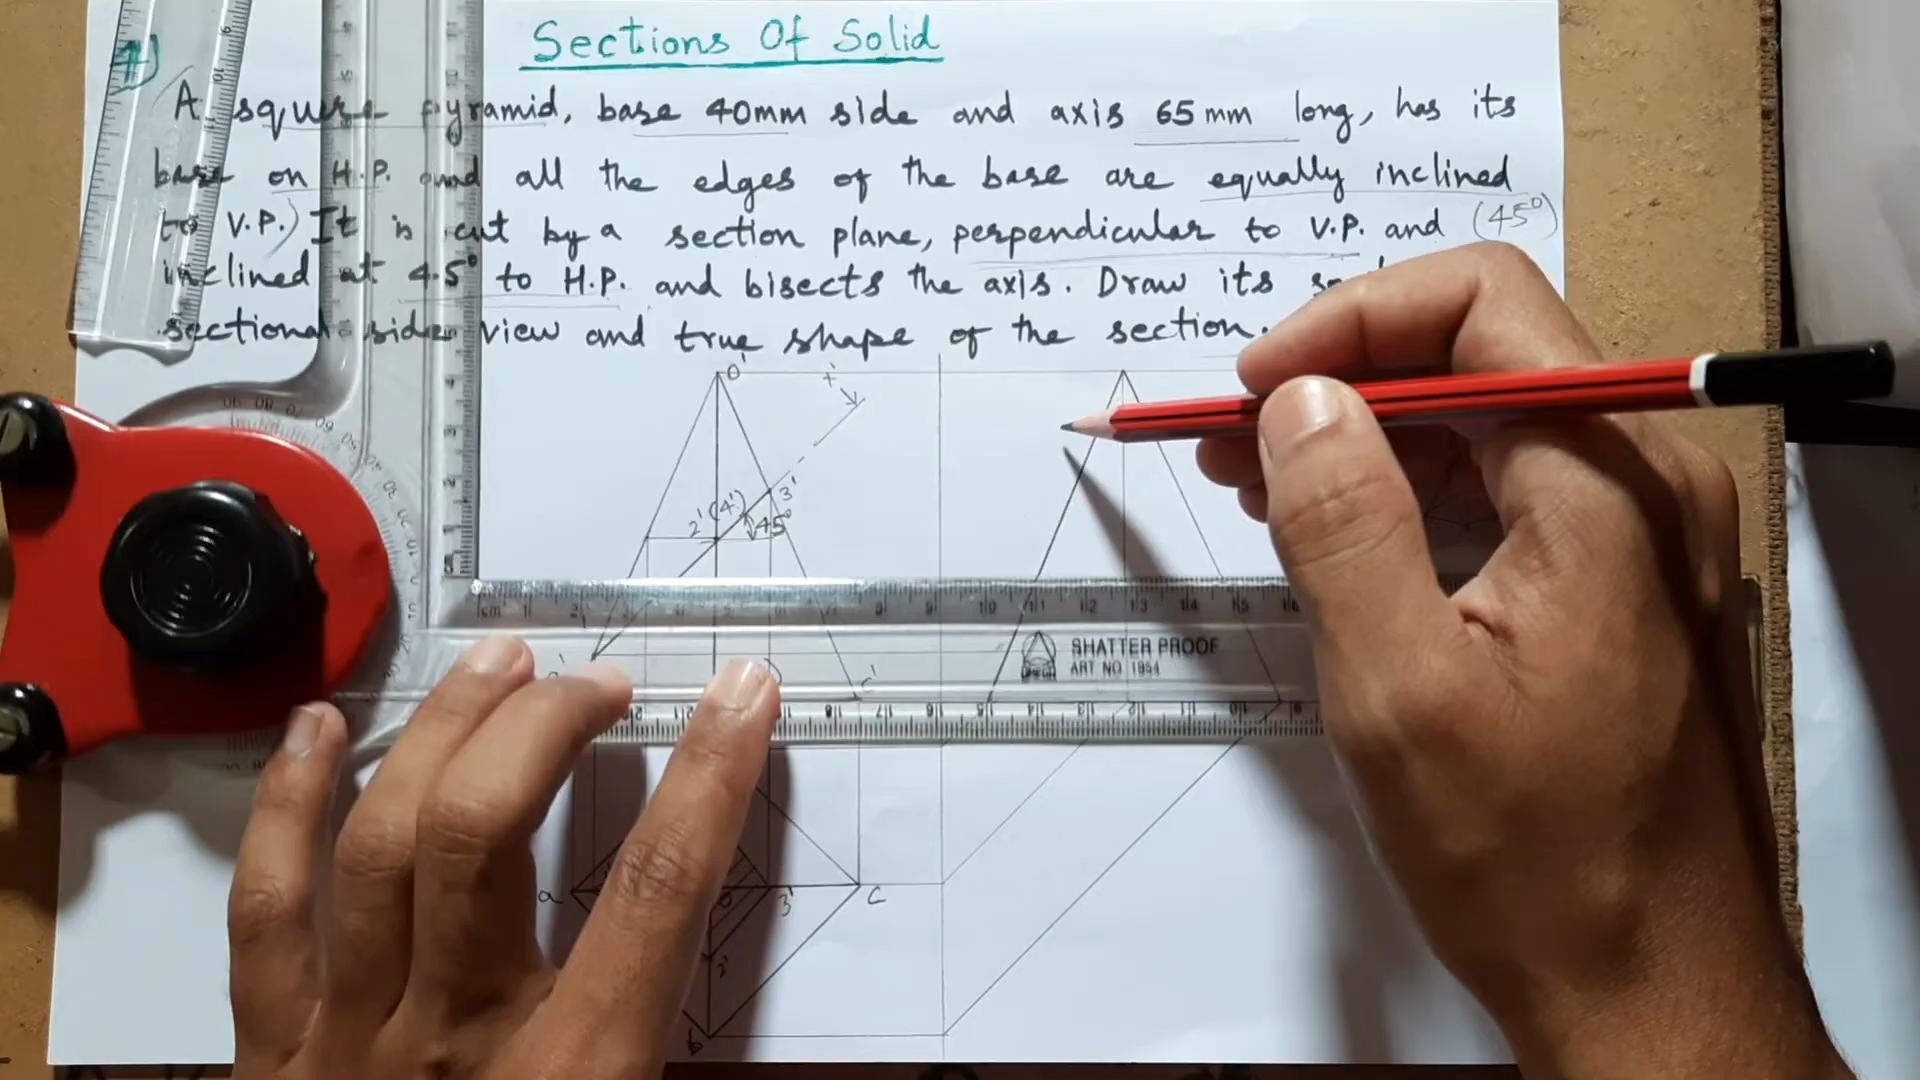 Sections Of Solid
A squire pyramid, base 40mm side and axis 65mm long, has its
base on H.P. and all the edges of the base are equally inclined
to V.P.) It is cut by a section plane, perpendicular to V.P. and (45°)
inclined at 45° to H.P. and bisects the axis. Draw its
sectional side view and true shape of the section.
o'
x'
3'
2'(4')
45°
SHATTER PROOF
ART NO. 1954
c'
a
o
3'
c
2'
b